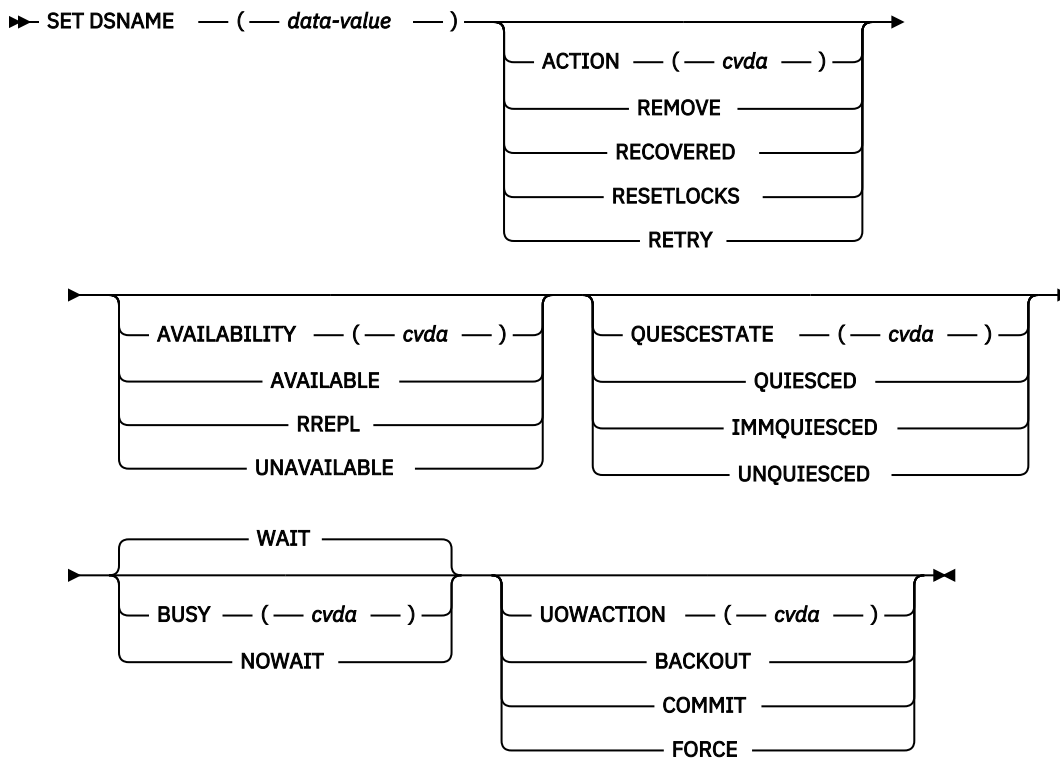 SET DSNAME ( data-value )
ACTION ( cvda )
REMOVE
RECOVERED
RESETLOCKS
RETRY
AVAILABILITY ( cvda )
AVAILABLE
RREPL
UNAVAILABLE
QUESCESTATE ( cvda )
QUIESCED
IMMQUIESCED
UNQUIESCED
WAIT
BUSY ( cvda )
NOWAIT
UOWACTION ( cvda )
BACKOUT
COMMIT
FORCE